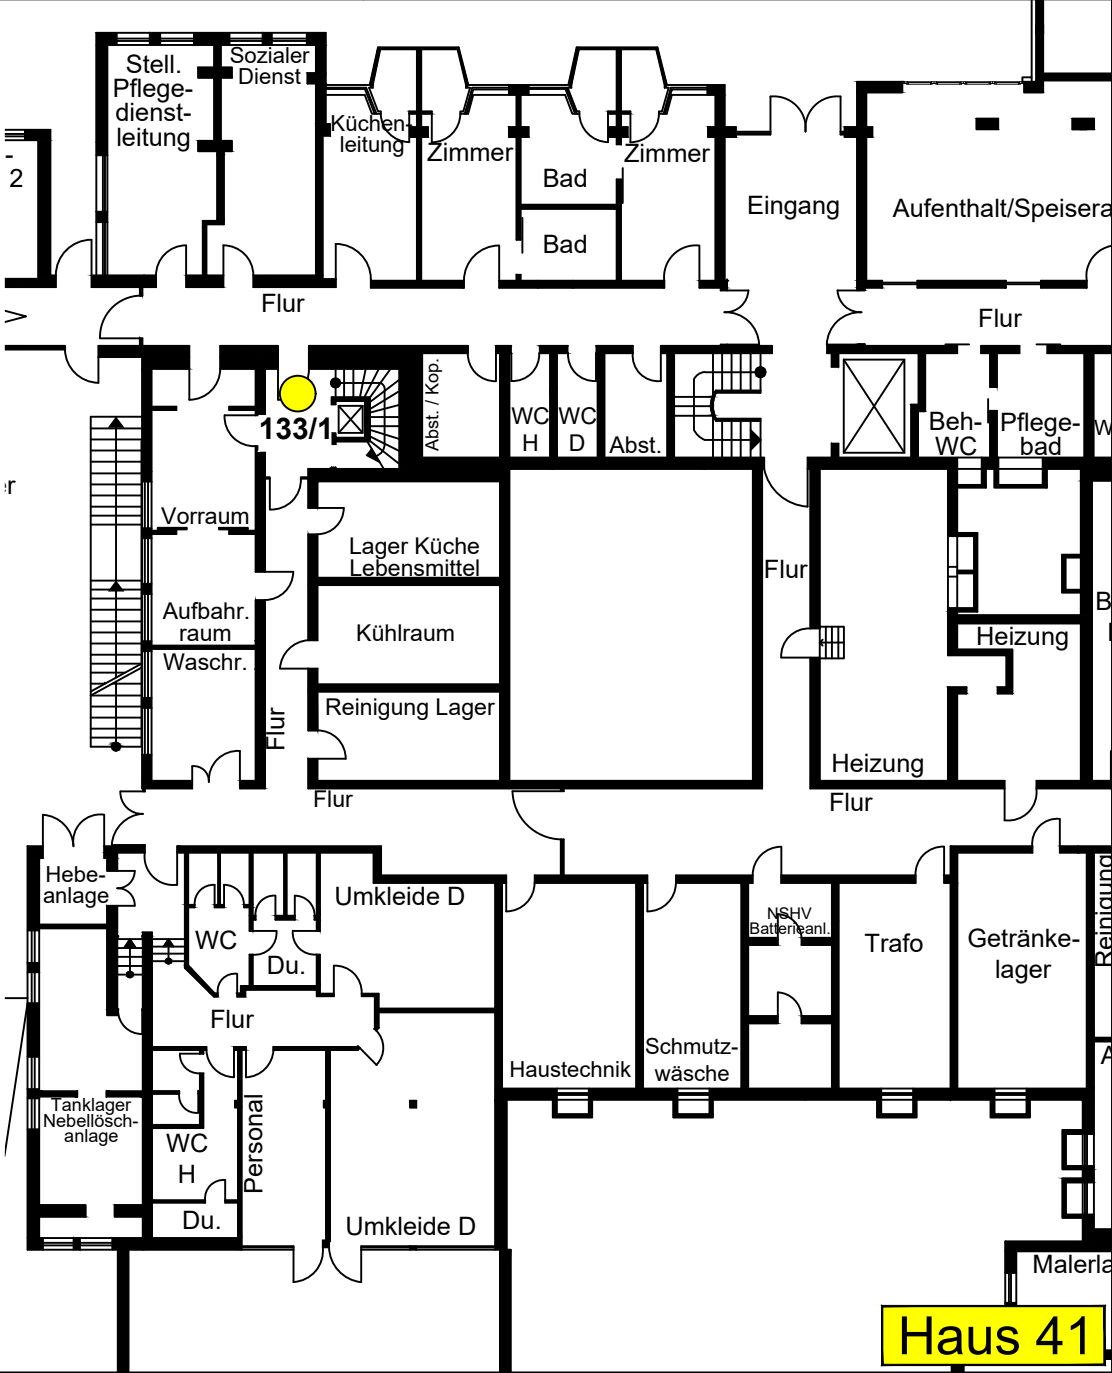 Stell.
Pflege-
dienst-
leitung
Sozialer
Dienst
Küchen-
leitung
Zimmer
Bad
Bad
Zimmer
Eingang
Aufenthalt/Speisera
2
Flur
Flur
133/1
Abst. / Kop.
WC
H
WC
D
Abst.
Beh-
WC
Pflege-
bad
W
r
Vorraum
Lager Küche
Lebensmittel
Flur
Aufbahr.
raum
Kühlraum
Heizung
B
Waschr.
Reinigung Lager
Flur
Heizung
Flur
Flur
Hebe-
anlage
Umkleide D
WC
Du.
NSHV
Batterieanl.
Trafo
Getränke-
lager
Reinigung
Flur
Haustechnik
Schmutz-
wäsche
A
Tanklager
Nebellösch-
anlage
WC
H
Personal
Du.
Umkleide D
Malerla
Haus 41